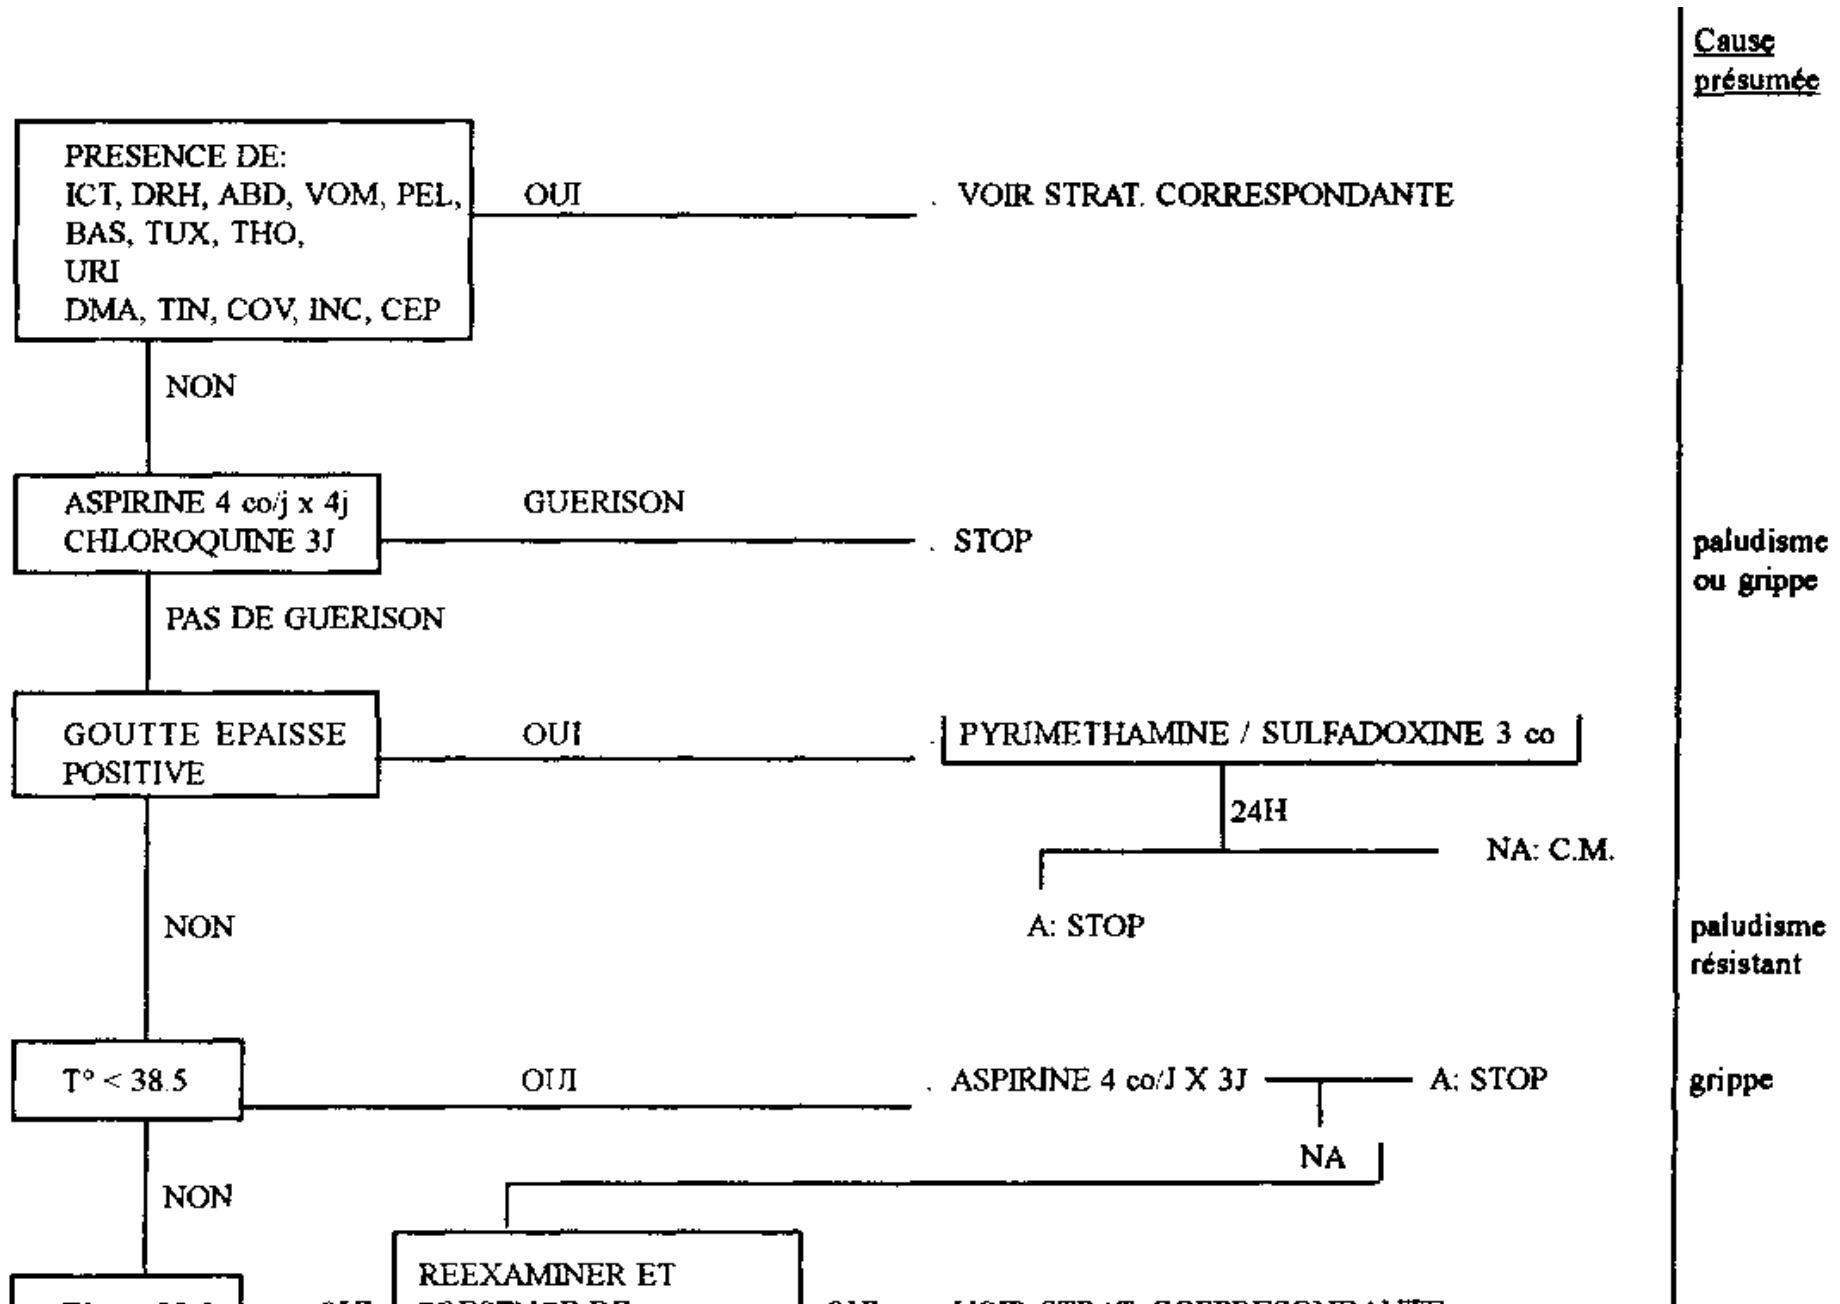 Cause
présumée
PRESENCE DE:
ICT, DRH, ABD, VOM, PEL,
BAS, TUX, THO,
URI
DMA, TIN, COV, INC, CEP
OUI
. VOIR STRAT. CORRESPONDANTE
NON
ASPIRINE 4 co/j x 4j
CHLOROQUINE 3J
GUERISON
. STOP
paludisme
ou grippe
PAS DE GUERISON
GOUTTE EPAISSE
POSITIVE
OUI
. PYRIMETHAMINE / SULFADOXINE 3 co
24H
NA: C.M.
A: STOP
NON
paludisme
résistant
T° < 38.5
OUI
. ASPIRINE 4 co/J X 3J
A: STOP
grippe
NA
NON
REEXAMINER ET